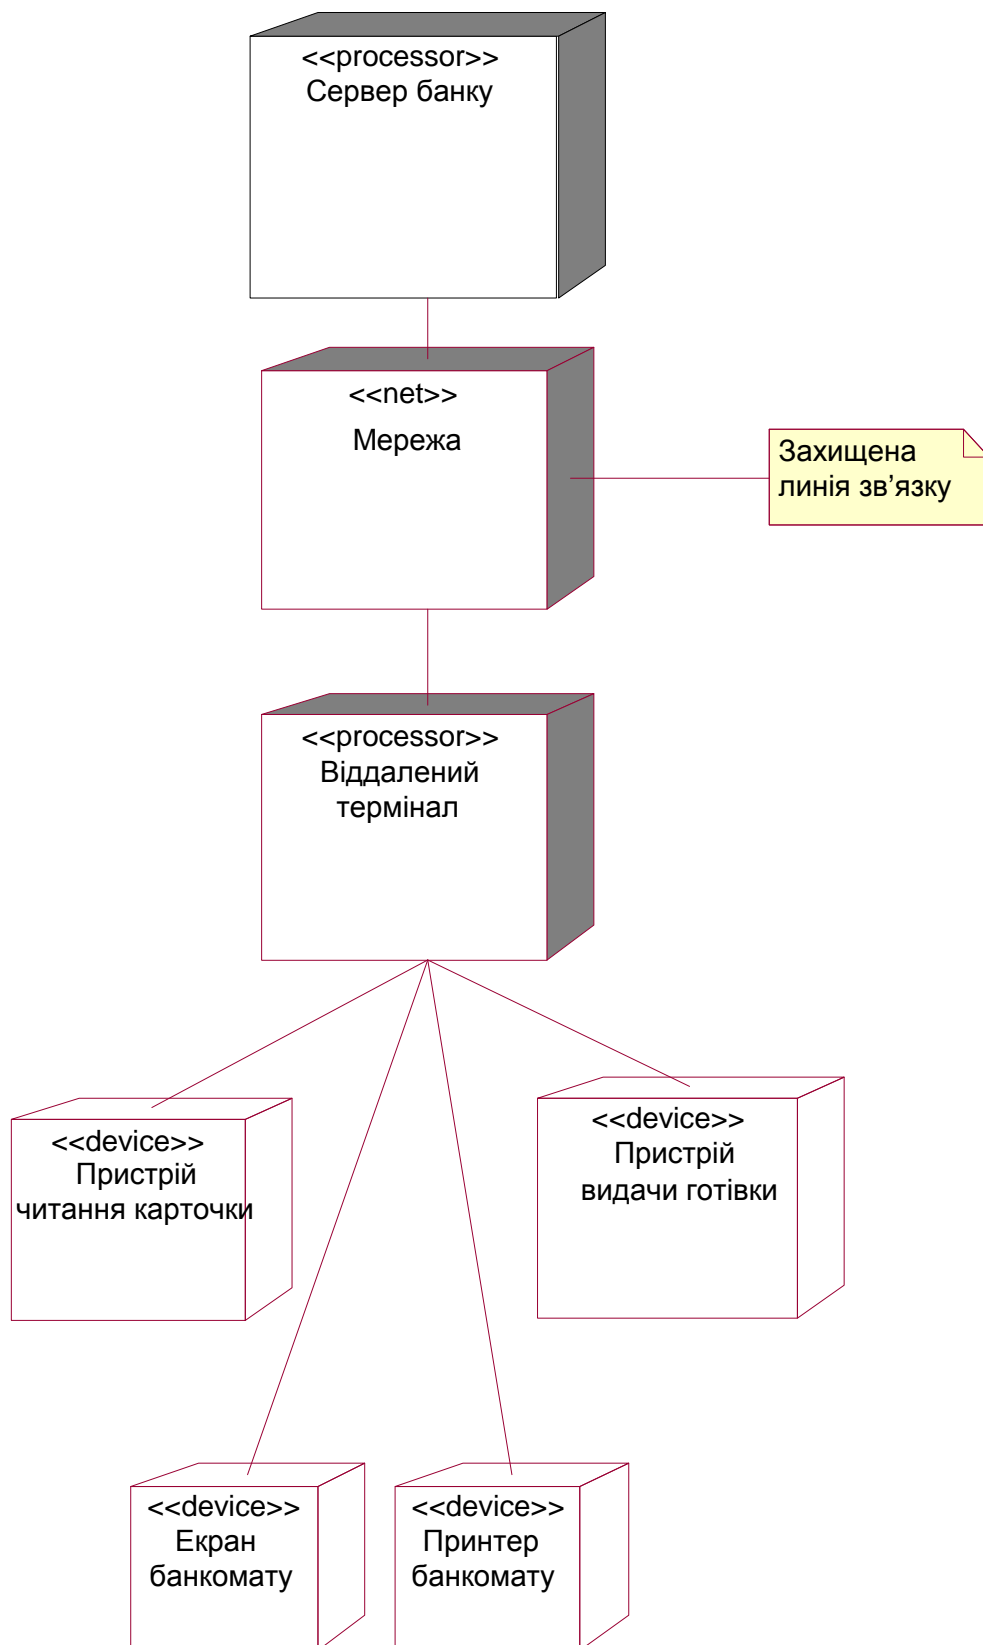 <<processor>>
Сервер банку
<<net>>
Мережа
Захищена
линія зв’язку
<<processor>>
Віддалений
термінал
<<device>>
Пристрій
читання карточки
<<device>>
Пристрій
видачи готівки
<<device>>
Екран
банкомату
<<device>>
Принтер
банкомату